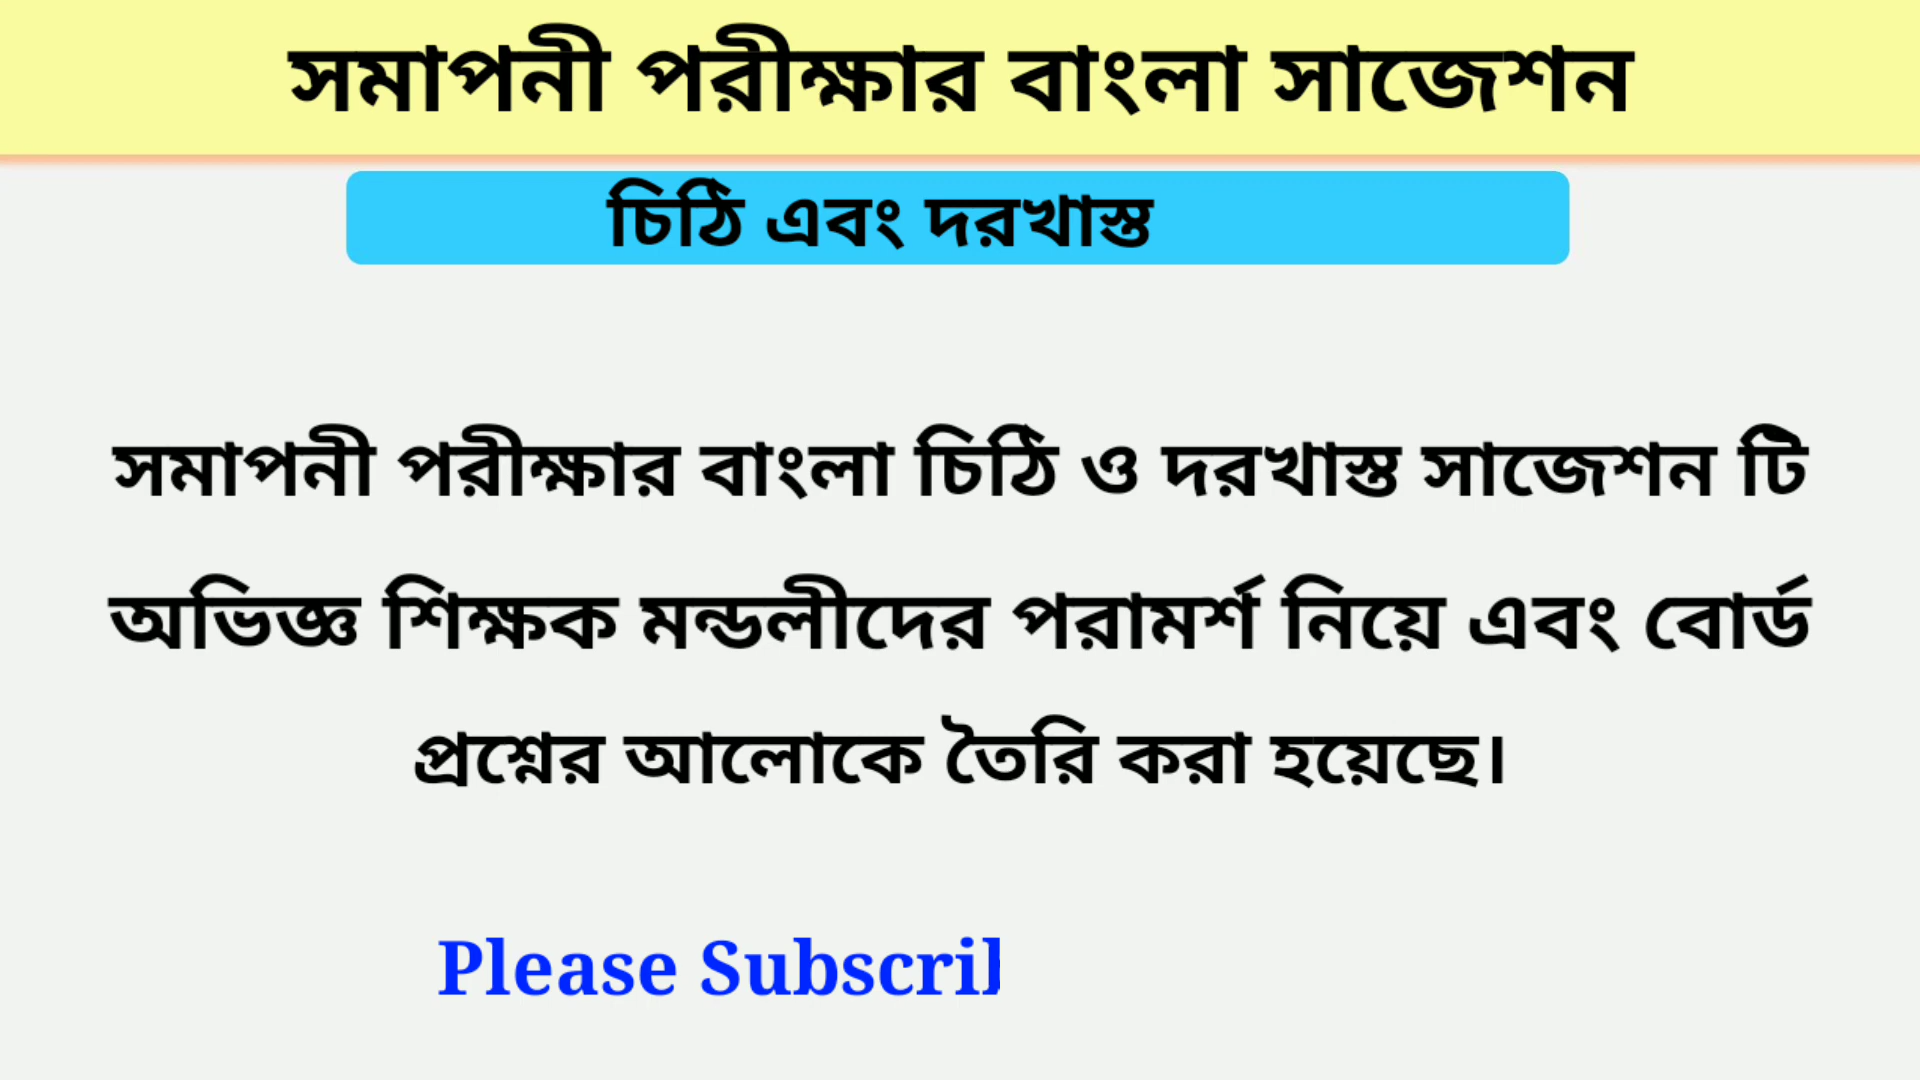 সমাপনী পরীক্ষার বাংলা সাজেশন
চিঠি এবং দরখাস্ত
সমাপনী পরীক্ষার বাংলা চিঠি ও দরখাস্ত সাজেশন টি
অভিজ্ঞ শিক্ষক মন্ডলীদের পরামর্শ নিয়ে এবং বোর্ড
প্রশ্নের আলোকে তৈরি করা হয়েছে।
Please